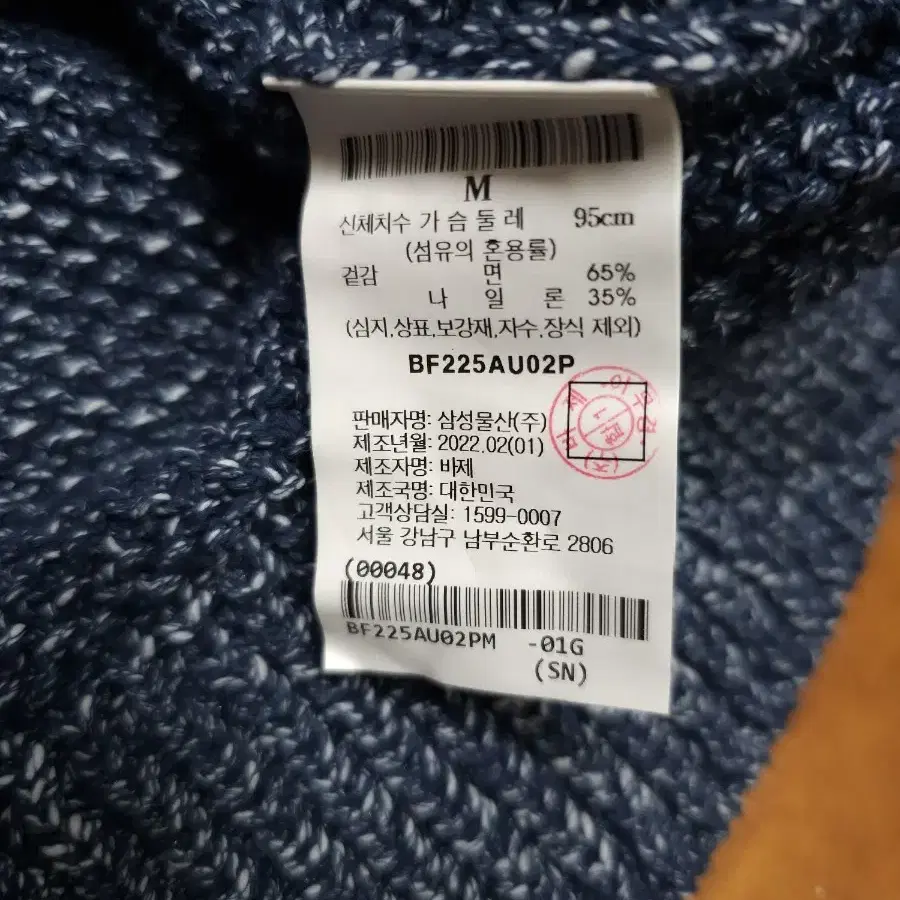 M
신체치수 가 슴 둘 레 95cm
(섬유의 혼용률)
겉감 면 65%
나 일 론 35%
(심지,상표,보강재,자수,장식 제외)
BF225AU02P
판매자명: 삼성물산(주)
제조년월: 2022.02(01)
제조자명: 바제
제조국명: 대한민국
고객상담실: 1599-0007
서울 강남구 남부순환로 2806
(00048)
BF225AU02PM -01G
(SN)